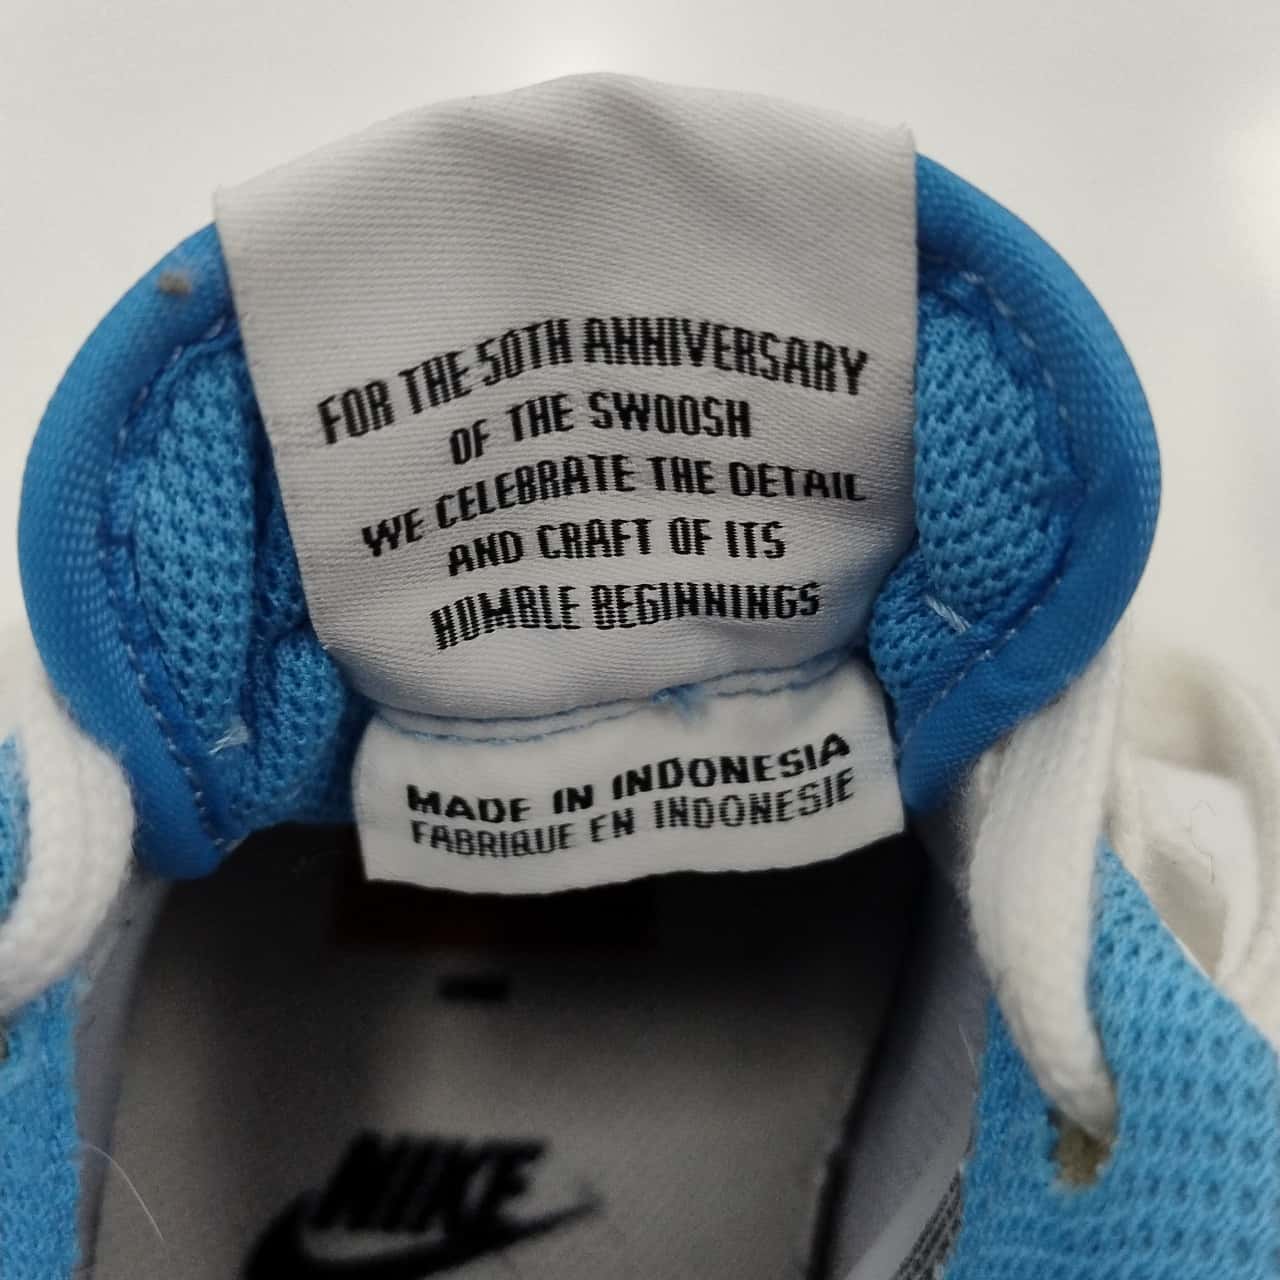 FOR THE 50TH ANNIVERSARY
OF THE SWOOSH
WE CELEBRATE THE DETAIL
AND CRAFT OF ITS
HUMBLE BEGINNINGS
MADE IN INDONESIA
FABRIQUE EN INDONESIE
NIKE